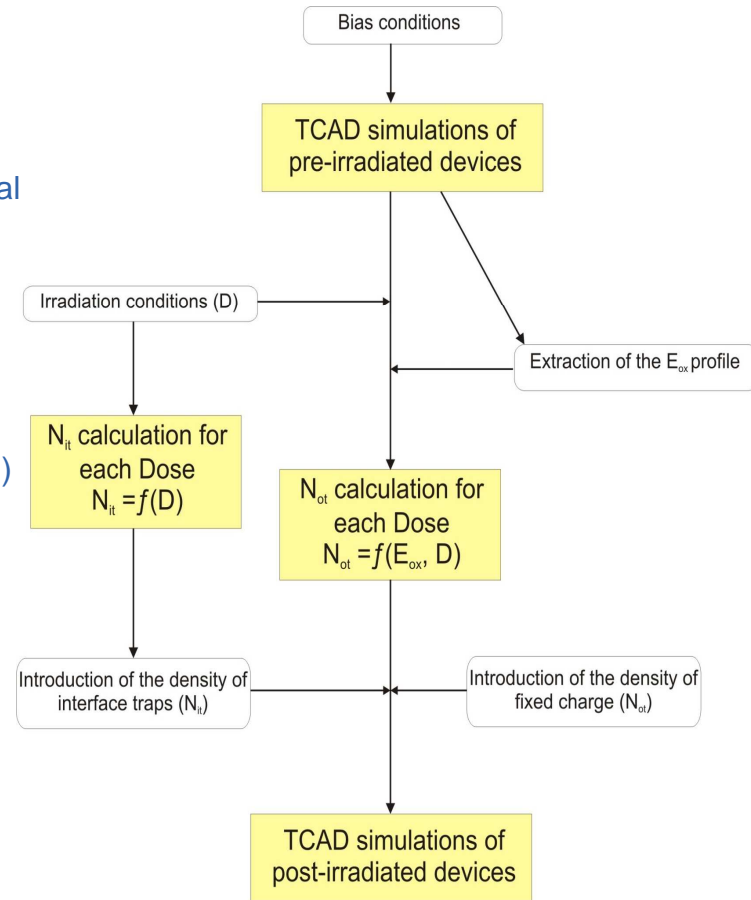 Bias conditions
TCAD simulations of
pre-irradiated devices
al
Irradiation conditions (D)
Extraction of the Eox profile
Nit calculation for
each Dose
Nit =f(D)
)
Not calculation for
each Dose
Not =f(Eox, D)
Introduction of the density of
interface traps (Nit)
Introduction of the density of
fixed charge (Not)
TCAD simulations of
post-irradiated devices